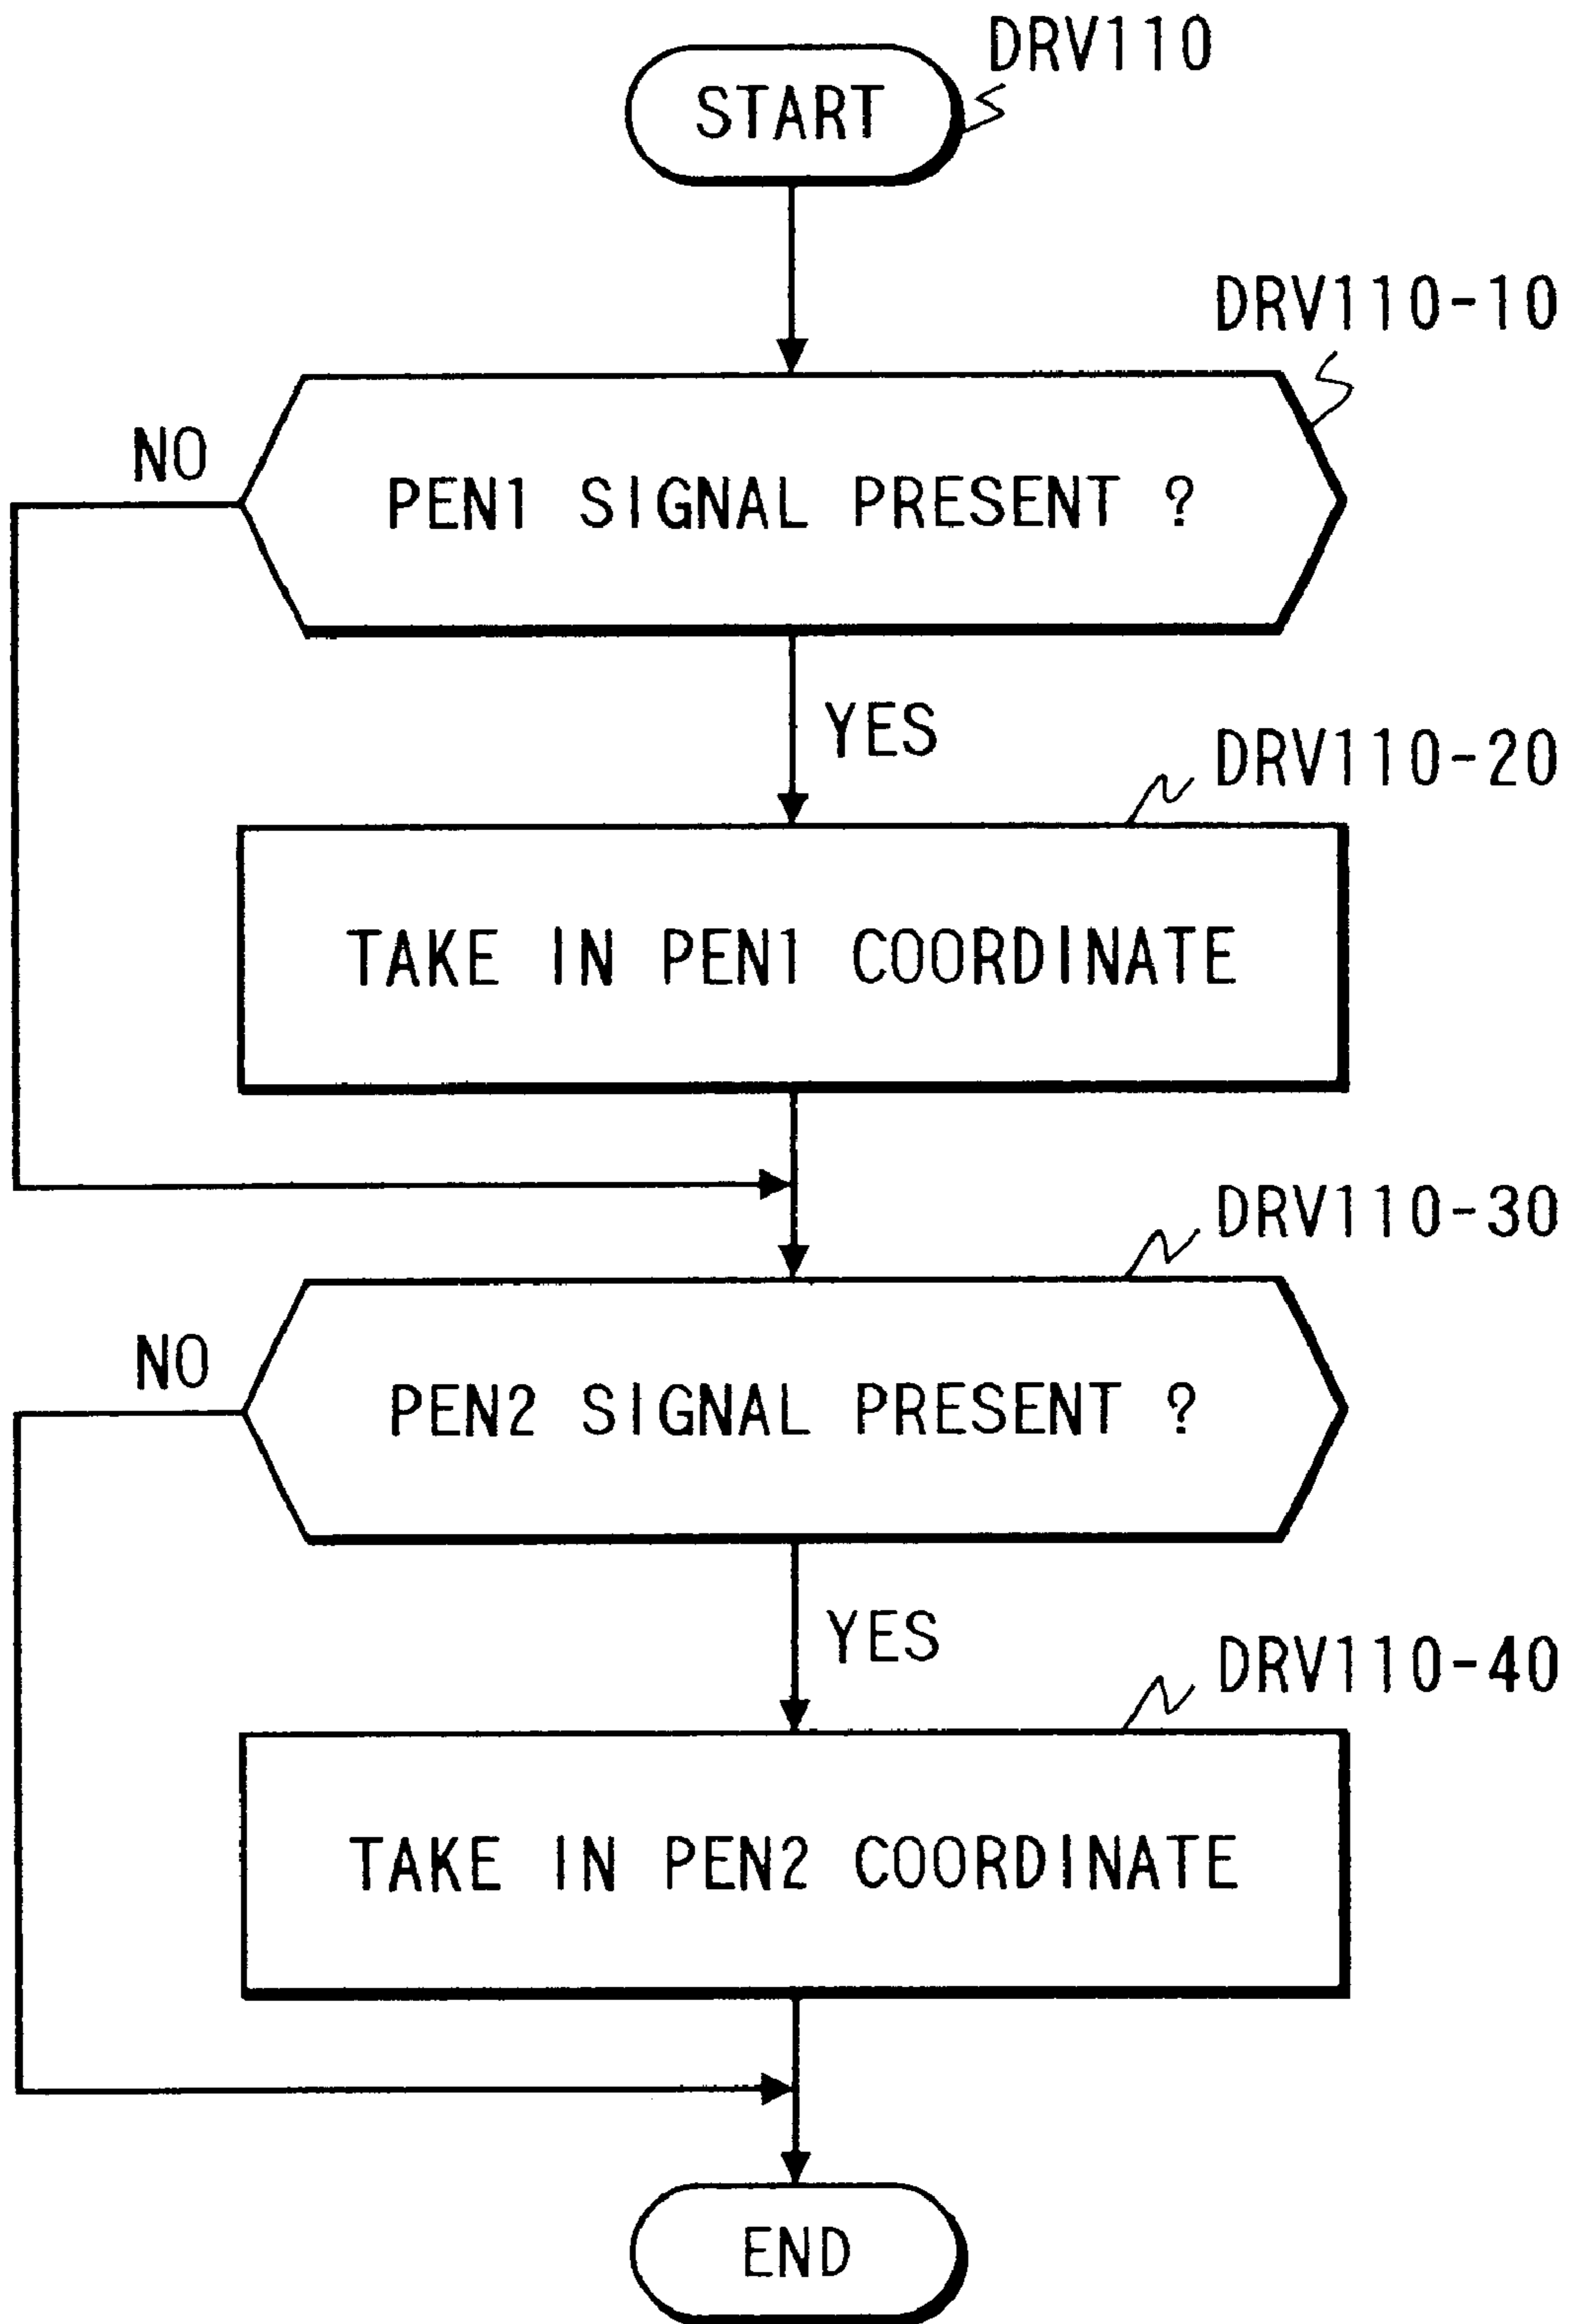 DRV110
START
DRV110-10
NO
PEN1 SIGNAL PRESENT ?
YES
DRV110-20
TAKE IN PEN1 COORDINATE
DRV110-30
NO
PEN2 SIGNAL PRESENT ?
YES
DRV110-40
TAKE IN PEN2 COORDINATE
END